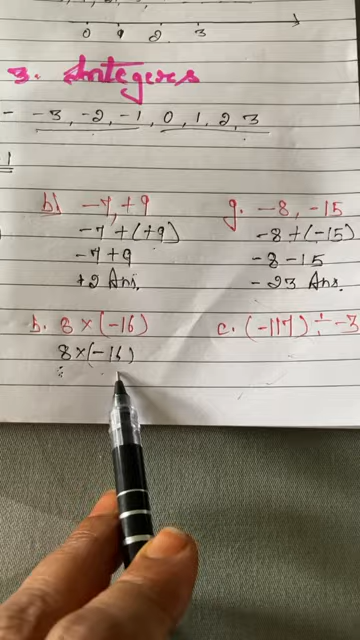 0 1 2 3
3. Integers
- -3, -2, -1, 0, 1, 2, 3
b) -7, +9
-7 + (+9)
-7 + 9
+2 Ans.
g. -8, -15
-8 + (-15)
-8 - 15
-23 Ans.
b. 8 × (-16)
8 × (-16)
c. (-117) ÷ -3